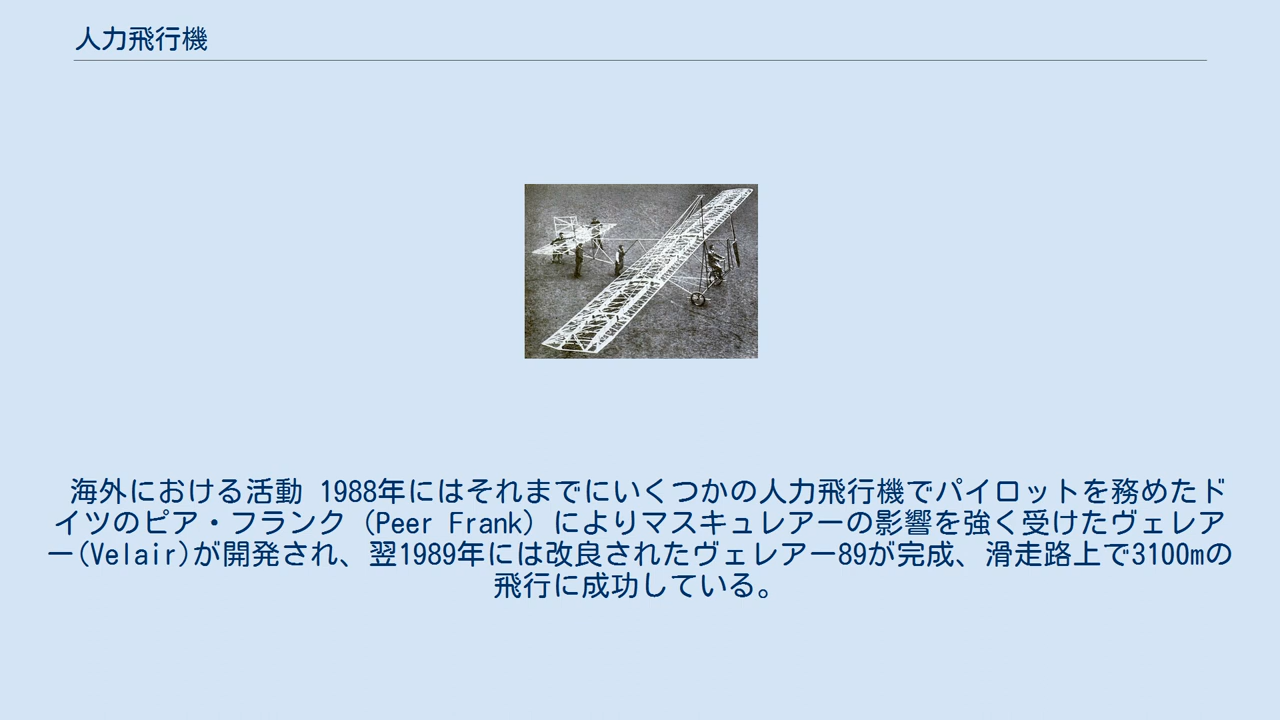 人力飛行機
海外における活動 1988年にはそれまでにいくつかの人力飛行機でパイロットを務めたド
イツのピア・フランク（Peer Frank）によりマスキュレアーの影響を強く受けたヴェレア
ー(Velair)が開発され、翌1989年には改良されたヴェレアー89が完成、滑走路上で3100mの
飛行に成功している。